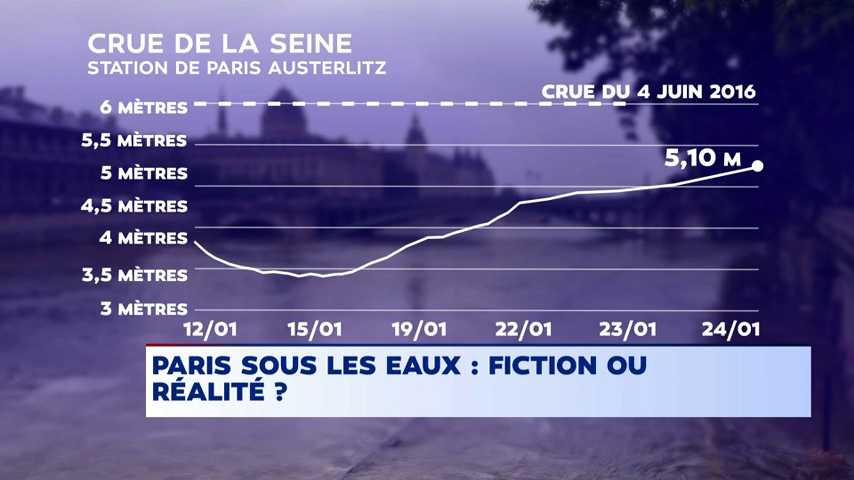 CRUE DE LA SEINE
STATION DE PARIS AUSTERLITZ
CRUE DU 4 JUIN 2016
6 MÈTRES
5,5 MÈTRES
5,10 M
5 MÈTRES
4,5 MÈTRES
4 MÈTRES
3,5 MÈTRES
3 MÈTRES
12/01 15/01 19/01 22/01 23/01 24/01
PARIS SOUS LES EAUX : FICTION OU
RÉALITÉ ?